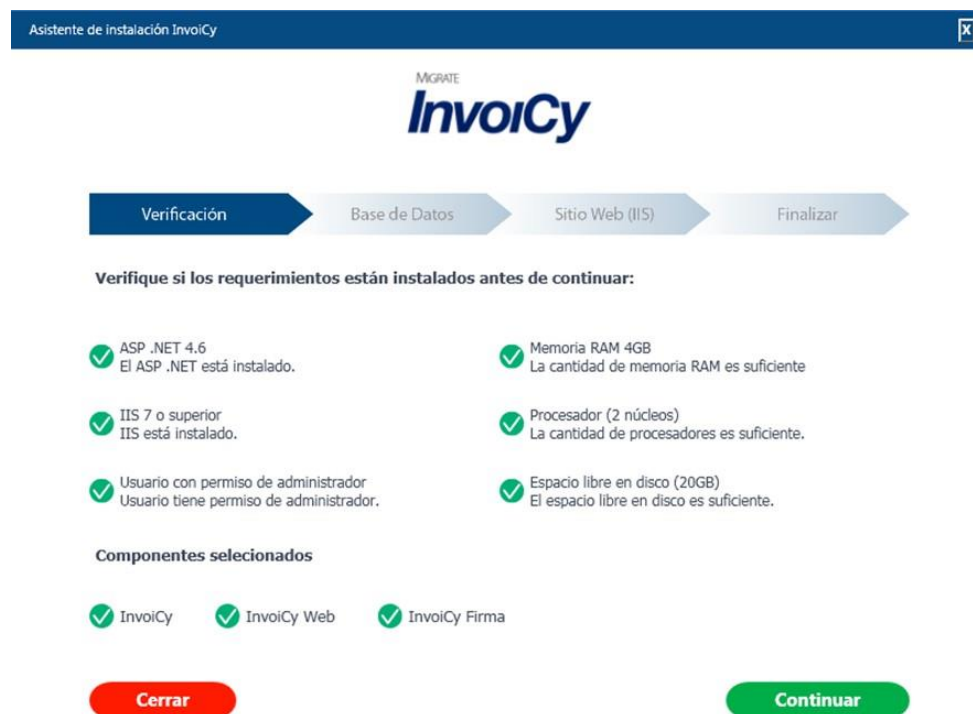 Asistente de instalación InvoiCy
X
MIGRATE
InvoiCy
Verificación
Base de Datos
Sitio Web (IIS)
Finalizar
Verifique si los requerimientos están instalados antes de continuar:
ASP .NET 4.6
El ASP .NET está instalado.
Memoria RAM 4GB
La cantidad de memoria RAM es suficiente
IIS 7 o superior
IIS está instalado.
Procesador (2 núcleos)
La cantidad de procesadores es suficiente.
Usuario con permiso de administrador
Usuario tiene permiso de administrador.
Espacio libre en disco (20GB)
El espacio libre en disco es suficiente.
Componentes selecionados
InvoiCy
InvoiCy Web
InvoiCy Firma
Cerrar
Continuar